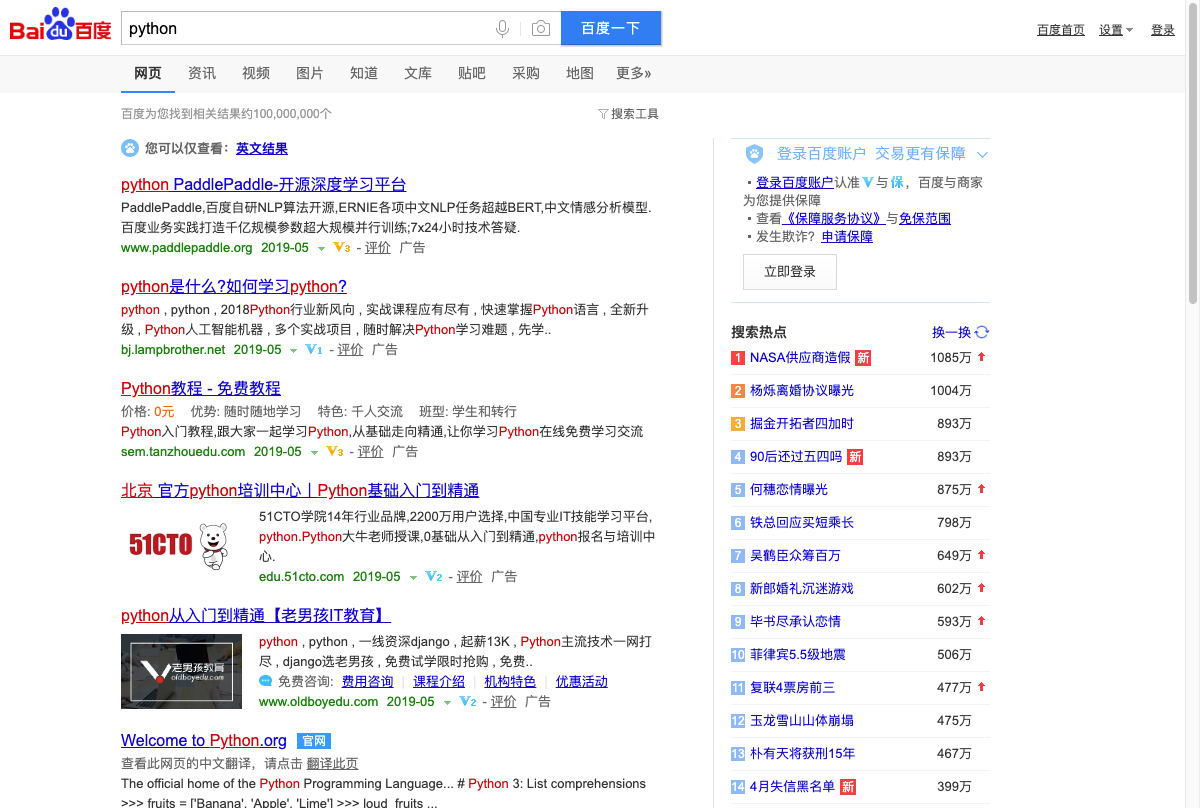 Bai du 百度
python
百度一下
百度首页 设置 登录
网页 资讯 视频 图片 知道 文库 贴吧 采购 地图 更多»
百度为您找到相关结果约100,000,000个
搜索工具
您可以仅查看：英文结果
python PaddlePaddle-开源深度学习平台
PaddlePaddle,百度自研NLP算法开源,ERNIE各项中文NLP任务超越BERT,中文情感分析模型.
百度业务实践打造千亿规模参数超大规模并行训练;7x24小时技术答疑.
www.paddlepaddle.org 2019-05 V3 - 评价 广告
python是什么?如何学习python?
python , python , 2018Python行业新风向 , 实战课程应有尽有 , 快速掌握Python语言 , 全新升
级 , Python人工智能机器 , 多个实战项目 , 随时解决Python学习难题 , 先学..
bj.lampbrother.net 2019-05 V1 - 评价 广告
Python教程 - 免费教程
价格: 0元 优势: 随时随地学习 特色: 千人交流 班型: 学生和转行
Python入门教程,跟大家一起学习Python,从基础走向精通,让你学习Python在线免费学习交流
sem.tanzhouedu.com 2019-05 V3 - 评价 广告
北京 官方python培训中心丨Python基础入门到精通
51CTO
51CTO学院14年行业品牌,2200万用户选择,中国专业IT技能学习平台,
python.Python大牛老师授课,0基础从入门到精通,python报名与培训中
心.
edu.51cto.com 2019-05 V2 - 评价 广告
python从入门到精通【老男孩IT教育】
老男孩教育
oldboyedu.com
python , python , 一线资深django , 起薪13K , Python主流技术一网打
尽 , django选老男孩 , 免费试学限时抢购 , 免费..
免费咨询: 费用咨询 课程介绍 机构特色 优惠活动
www.oldboyedu.com 2019-05 V2 - 评价 广告
Welcome to Python.org 官网
查看此网页的中文翻译，请点击 翻译此页
The official home of the Python Programming Language... # Python 3: List comprehensions
>>> fruits = ['Banana', 'Apple', 'Lime'] >>> loud_fruits ...
登录百度账户 交易更有保障
登录百度账户认准V与保，百度与商家
为您提供保障
查看《保障服务协议》与免保范围
发生欺诈？申请保障
立即登录
搜索热点 换一换
1 NASA供应商造假 新 1085万
2 杨烁离婚协议曝光 1004万
3 掘金开拓者四加时 893万
4 90后还过五四吗 新 893万
5 何穗恋情曝光 875万
6 铁总回应买短乘长 798万
7 吴鹤臣众筹百万 649万
8 新郎婚礼沉迷游戏 602万
9 毕书尽承认恋情 593万
10 菲律宾5.5级地震 506万
11 复联4票房前三 477万
12 玉龙雪山山体崩塌 475万
13 朴有天将获刑15年 467万
14 4月失信黑名单 新 399万